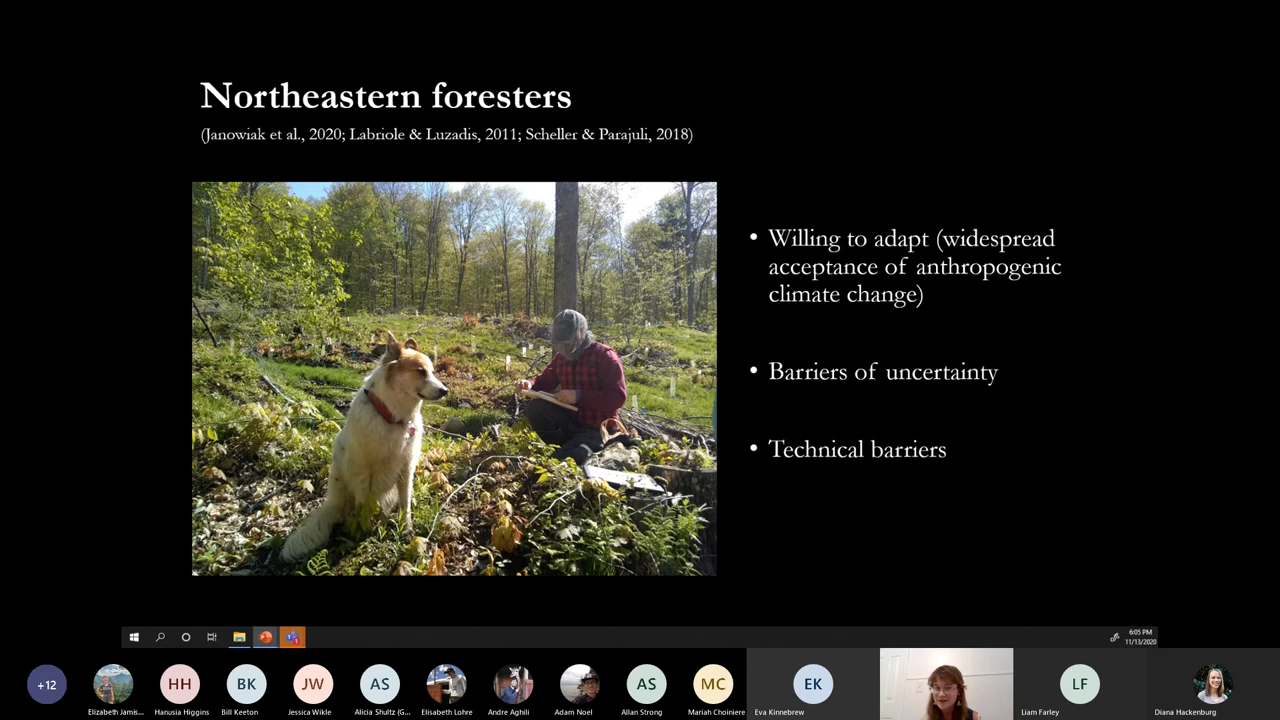 Northeastern foresters
(Janowiak et al., 2020; Labriole & Luzadis, 2011; Scheller & Parajuli, 2018)
• Willing to adapt (widespread
acceptance of anthropogenic
climate change)
• Barriers of uncertainty
• Technical barriers
6:05 PM
11/13/2020
+12
HH
BK
JW
AS
AS
MC
EK
LF
Elizabeth Jamis...
Hanusia Higgins
Bill Keeton
Jessica Wikle
Alicia Shultz (G...
Elisabeth Lohre
Andre Aghili
Adam Noel
Allan Strong
Mariah Choiniere
Eva Kinnebrew
Liam Farley
Diana Hackenburg